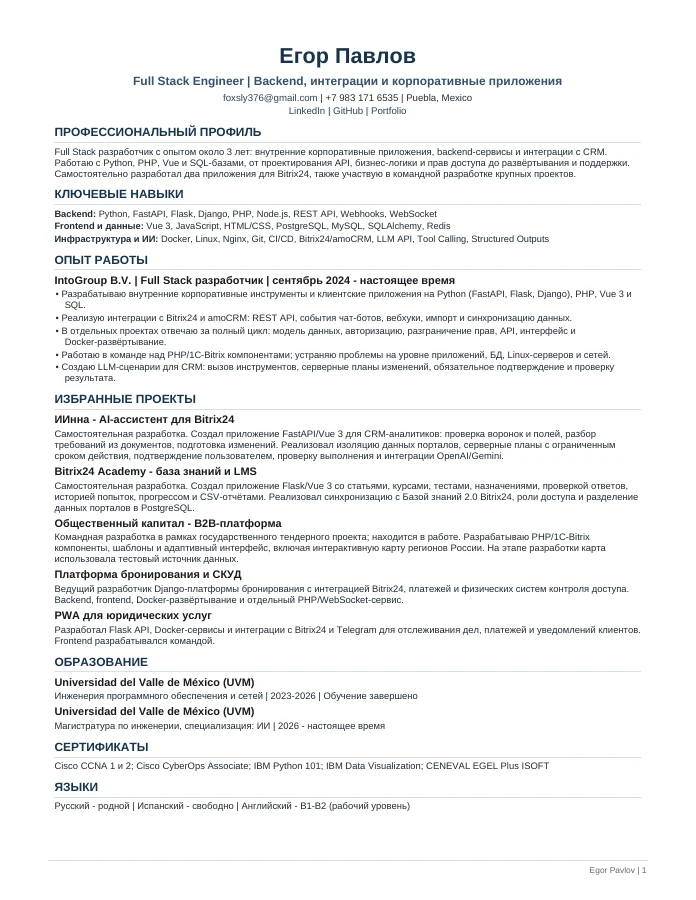 Егор Павлов
Full Stack Engineer | Backend, интеграции и корпоративные приложения
foxsly376@gmail.com | +7 983 171 6535 | Puebla, Mexico
LinkedIn | GitHub | Portfolio
ПРОФЕССИОНАЛЬНЫЙ ПРОФИЛЬ
Full Stack разработчик с опытом около 3 лет: внутренние корпоративные приложения, backend-сервисы и интеграции с CRM.
Работаю с Python, PHP, Vue и SQL-базами, от проектирования API, бизнес-логики и прав доступа до развёртывания и поддержки.
Самостоятельно разработал два приложения для Bitrix24, также участвую в командной разработке крупных проектов.
КЛЮЧЕВЫЕ НАВЫКИ
Backend: Python, FastAPI, Flask, Django, PHP, Node.js, REST API, Webhooks, WebSocket
Frontend и данные: Vue 3, JavaScript, HTML/CSS, PostgreSQL, MySQL, SQLAlchemy, Redis
Инфраструктура и ИИ: Docker, Linux, Nginx, Git, CI/CD, Bitrix24/amoCRM, LLM API, Tool Calling, Structured Outputs
ОПЫТ РАБОТЫ
IntoGroup B.V. | Full Stack разработчик | сентябрь 2024 - настоящее время
• Разрабатываю внутренние корпоративные инструменты и клиентские приложения на Python (FastAPI, Flask, Django), PHP, Vue 3 и
SQL.
• Реализую интеграции с Bitrix24 и amoCRM: REST API, события чат-ботов, вебхуки, импорт и синхронизацию данных.
• В отдельных проектах отвечаю за полный цикл: модель данных, авторизацию, разграничение прав, API, интерфейс и
Docker-развёртывание.
• Работаю в команде над PHP/1C-Bitrix компонентами; устраняю проблемы на уровне приложений, БД, Linux-серверов и сетей.
• Создаю LLM-сценарии для CRM: вызов инструментов, серверные планы изменений, обязательное подтверждение и проверку
результата.
ИЗБРАННЫЕ ПРОЕКТЫ
ИИнна - AI-ассистент для Bitrix24
Самостоятельная разработка. Создал приложение FastAPI/Vue 3 для CRM-аналитиков: проверка воронок и полей, разбор
требований из документов, подготовка изменений. Реализовал изоляцию данных порталов, серверные планы с ограниченным
сроком действия, подтверждение пользователем, проверку выполнения и интеграции OpenAI/Gemini.
Bitrix24 Academy - база знаний и LMS
Самостоятельная разработка. Создал приложение Flask/Vue 3 со статьями, курсами, тестами, назначениями, проверкой ответов,
историей попыток, прогрессом и CSV-отчётами. Реализовал синхронизацию с Базой знаний 2.0 Bitrix24, роли доступа и разделение
данных порталов в PostgreSQL.
Общественный капитал - B2B-платформа
Командная разработка в рамках государственного тендерного проекта; находится в работе. Разрабатываю PHP/1C-Bitrix
компоненты, шаблоны и адаптивный интерфейс, включая интерактивную карту регионов России. На этапе разработки карта
использовала тестовый источник данных.
Платформа бронирования и СКУД
Ведущий разработчик Django-платформы бронирования с интеграцией Bitrix24, платежей и физических систем контроля доступа.
Backend, frontend, Docker-развёртывание и отдельный PHP/WebSocket-сервис.
PWA для юридических услуг
Разработал Flask API, Docker-сервисы и интеграции с Bitrix24 и Telegram для отслеживания дел, платежей и уведомлений клиентов.
Frontend разрабатывался командой.
ОБРАЗОВАНИЕ
Universidad del Valle de México (UVM)
Инженерия программного обеспечения и сетей | 2023-2026 | Обучение завершено
Universidad del Valle de México (UVM)
Магистратура по инженерии, специализация: ИИ | 2026 - настоящее время
СЕРТИФИКАТЫ
Cisco CCNA 1 и 2; Cisco CyberOps Associate; IBM Python 101; IBM Data Visualization; CENEVAL EGEL Plus ISOFT
ЯЗЫКИ
Русский - родной | Испанский - свободно | Английский - B1-B2 (рабочий уровень)
Egor Pavlov | 1